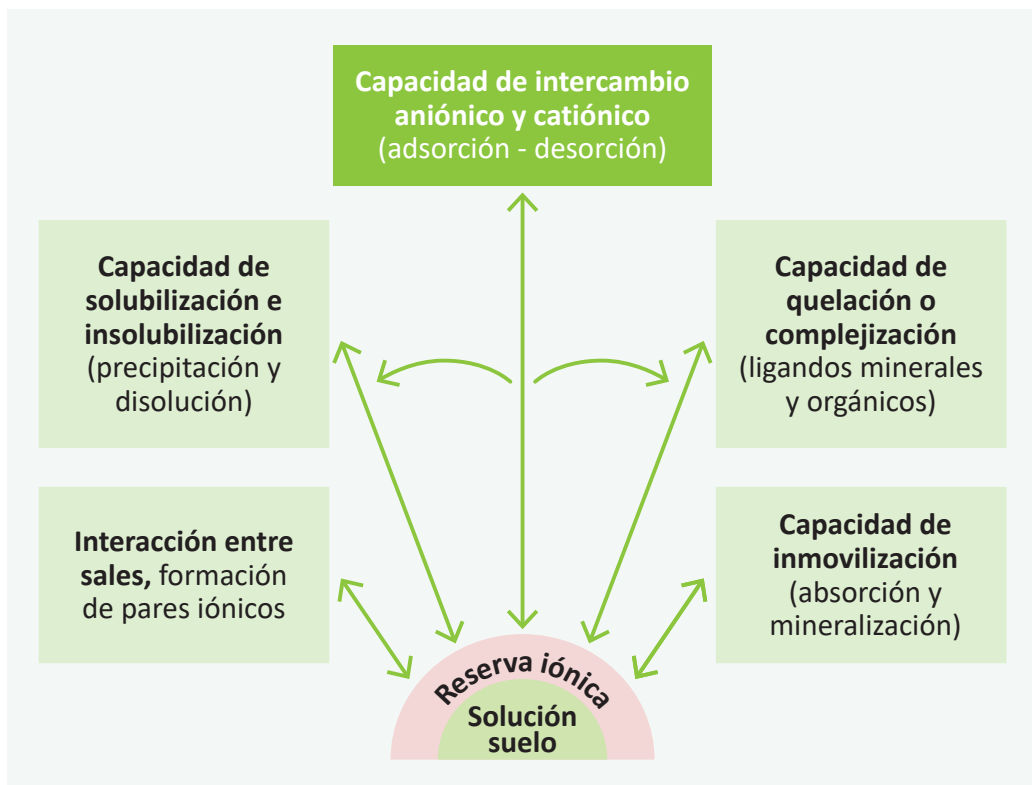 Capacidad de intercambio
aniónico y catiónico
(adsorción - desorción)
Capacidad de
solubilización e
insolubilización
(precipitación y
disolución)
Capacidad de
quelación o
complejización
(ligandos minerales
y orgánicos)
Interacción entre
sales, formación
de pares iónicos
Capacidad de
inmovilización
(absorción y
mineralización)
Reserva iónica
Solución
suelo